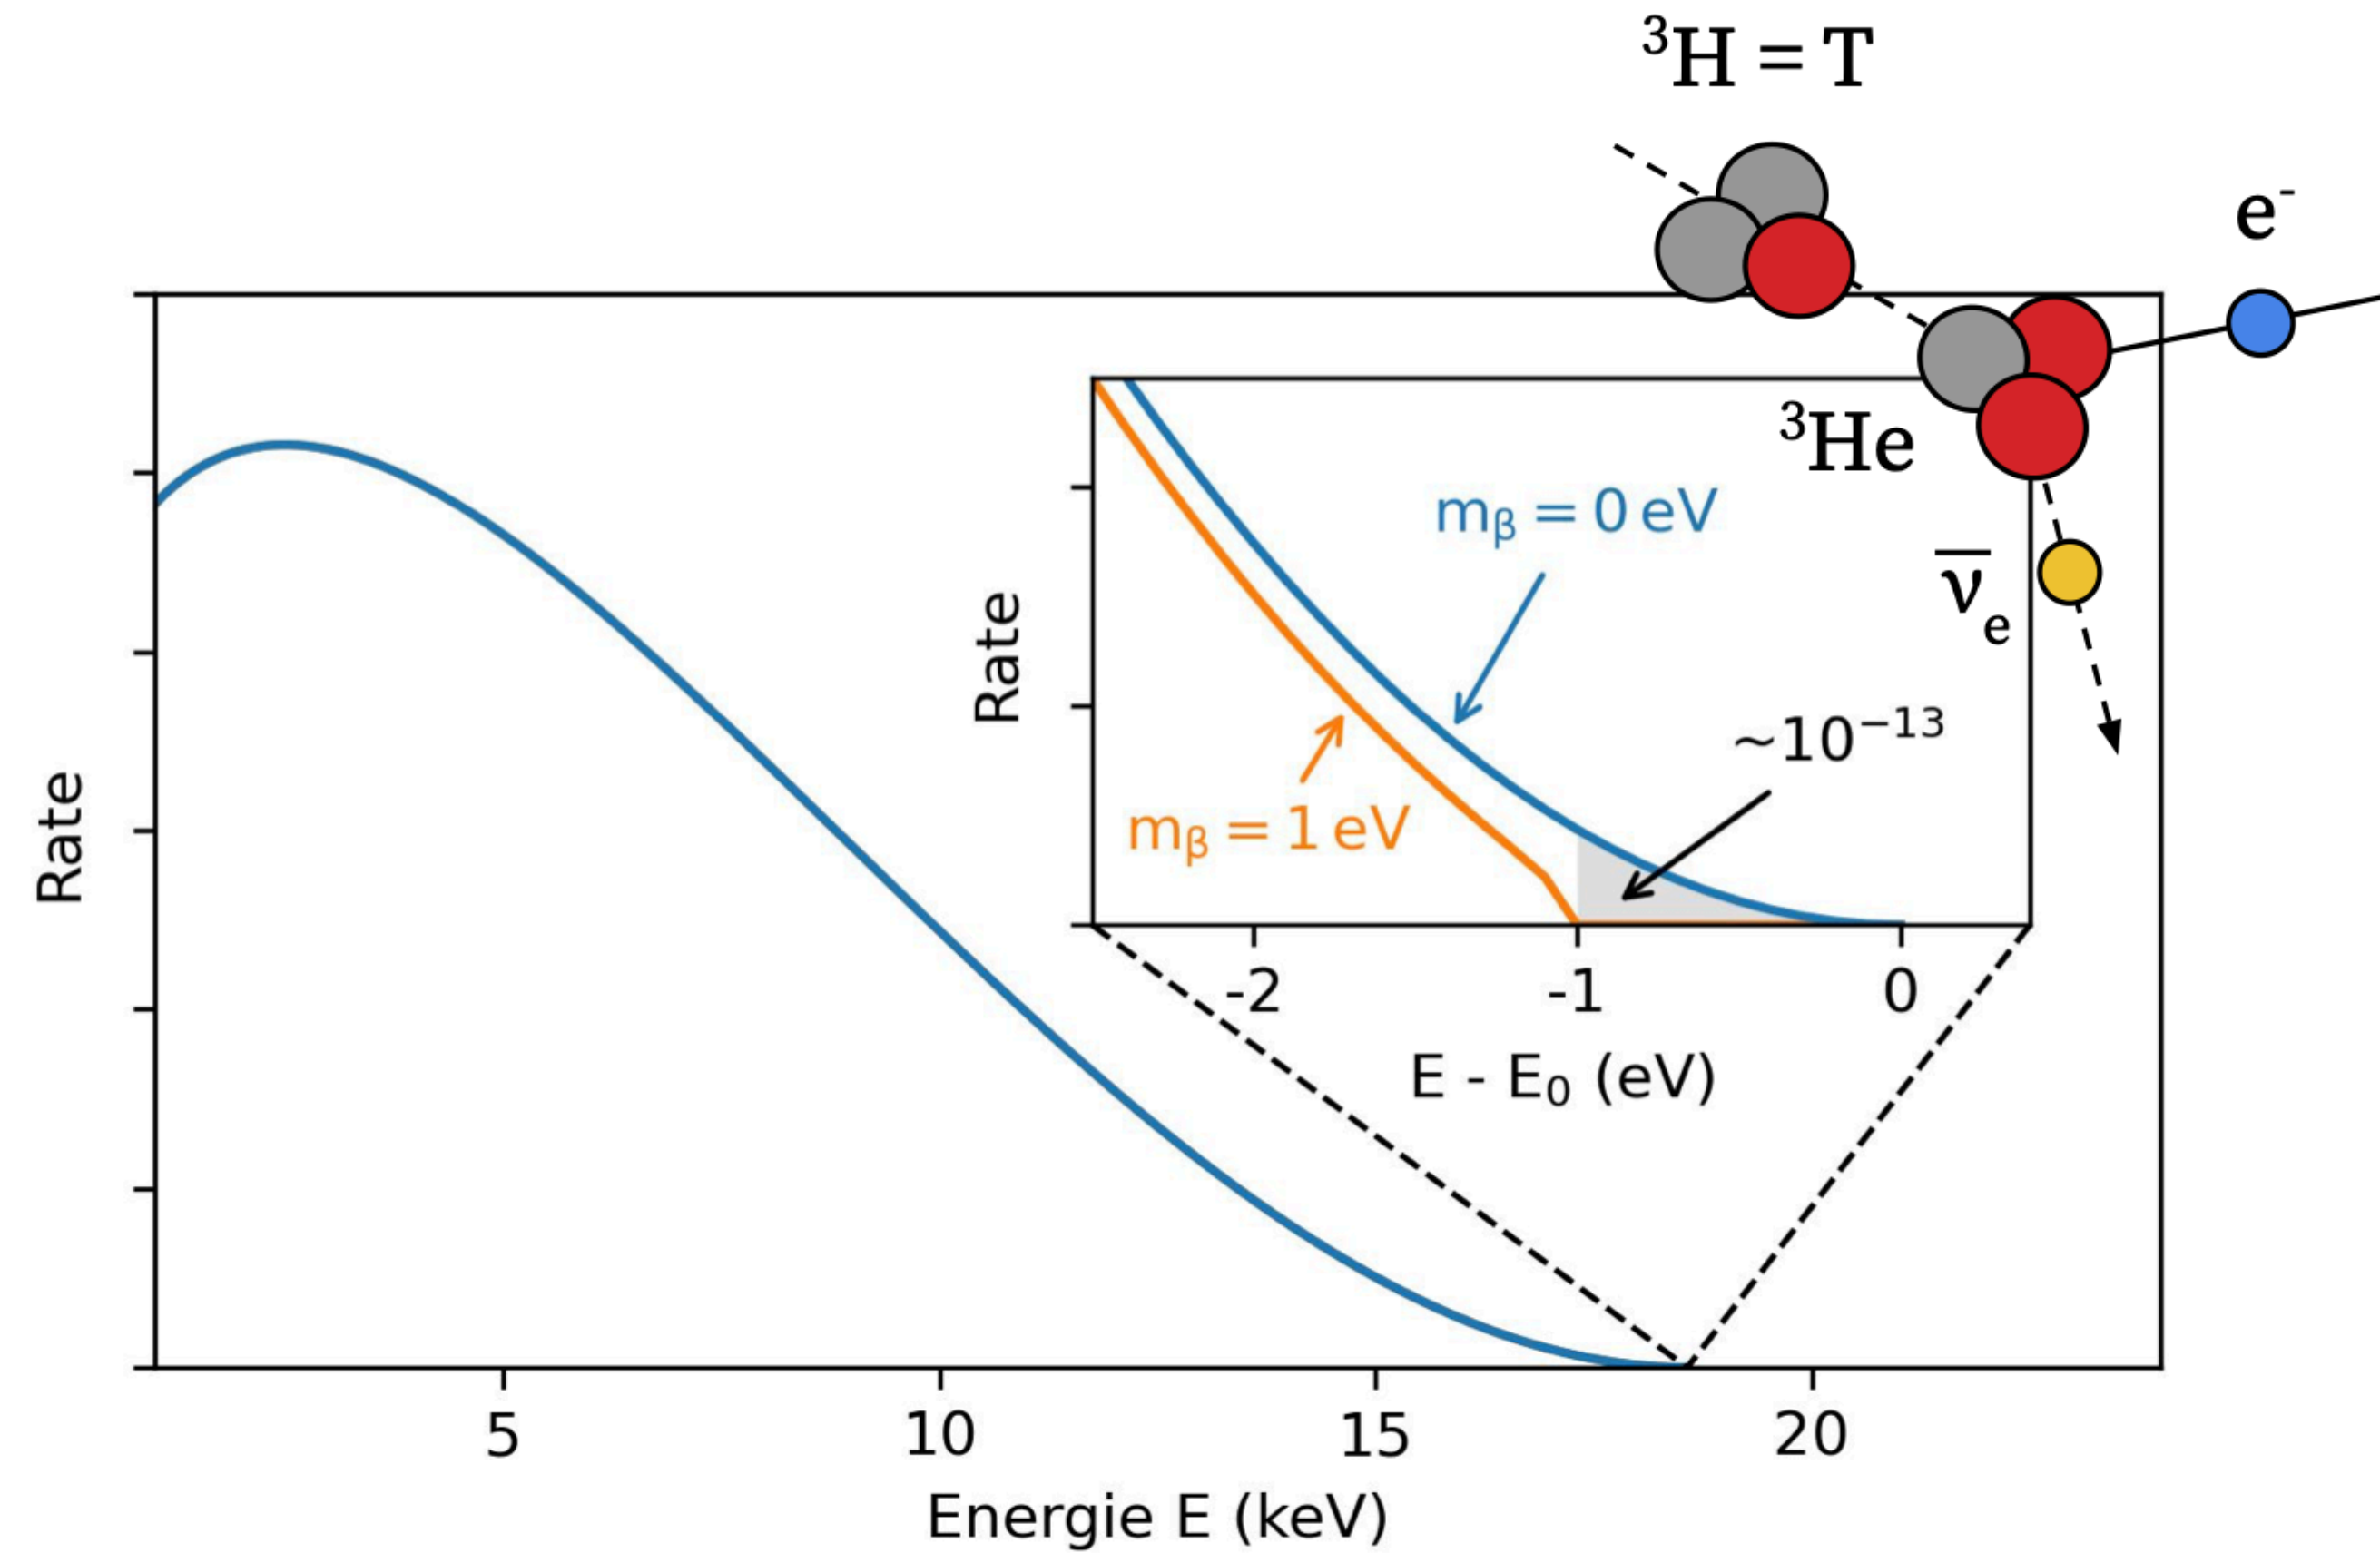 ³H = T
e⁻
³He
ν̅ₑ
Rate
Rate
mᵦ = 0 eV
mᵦ = 1 eV
~10⁻¹³
-2 -1 0
E - E₀ (eV)
5 10 15 20
Energie E (keV)